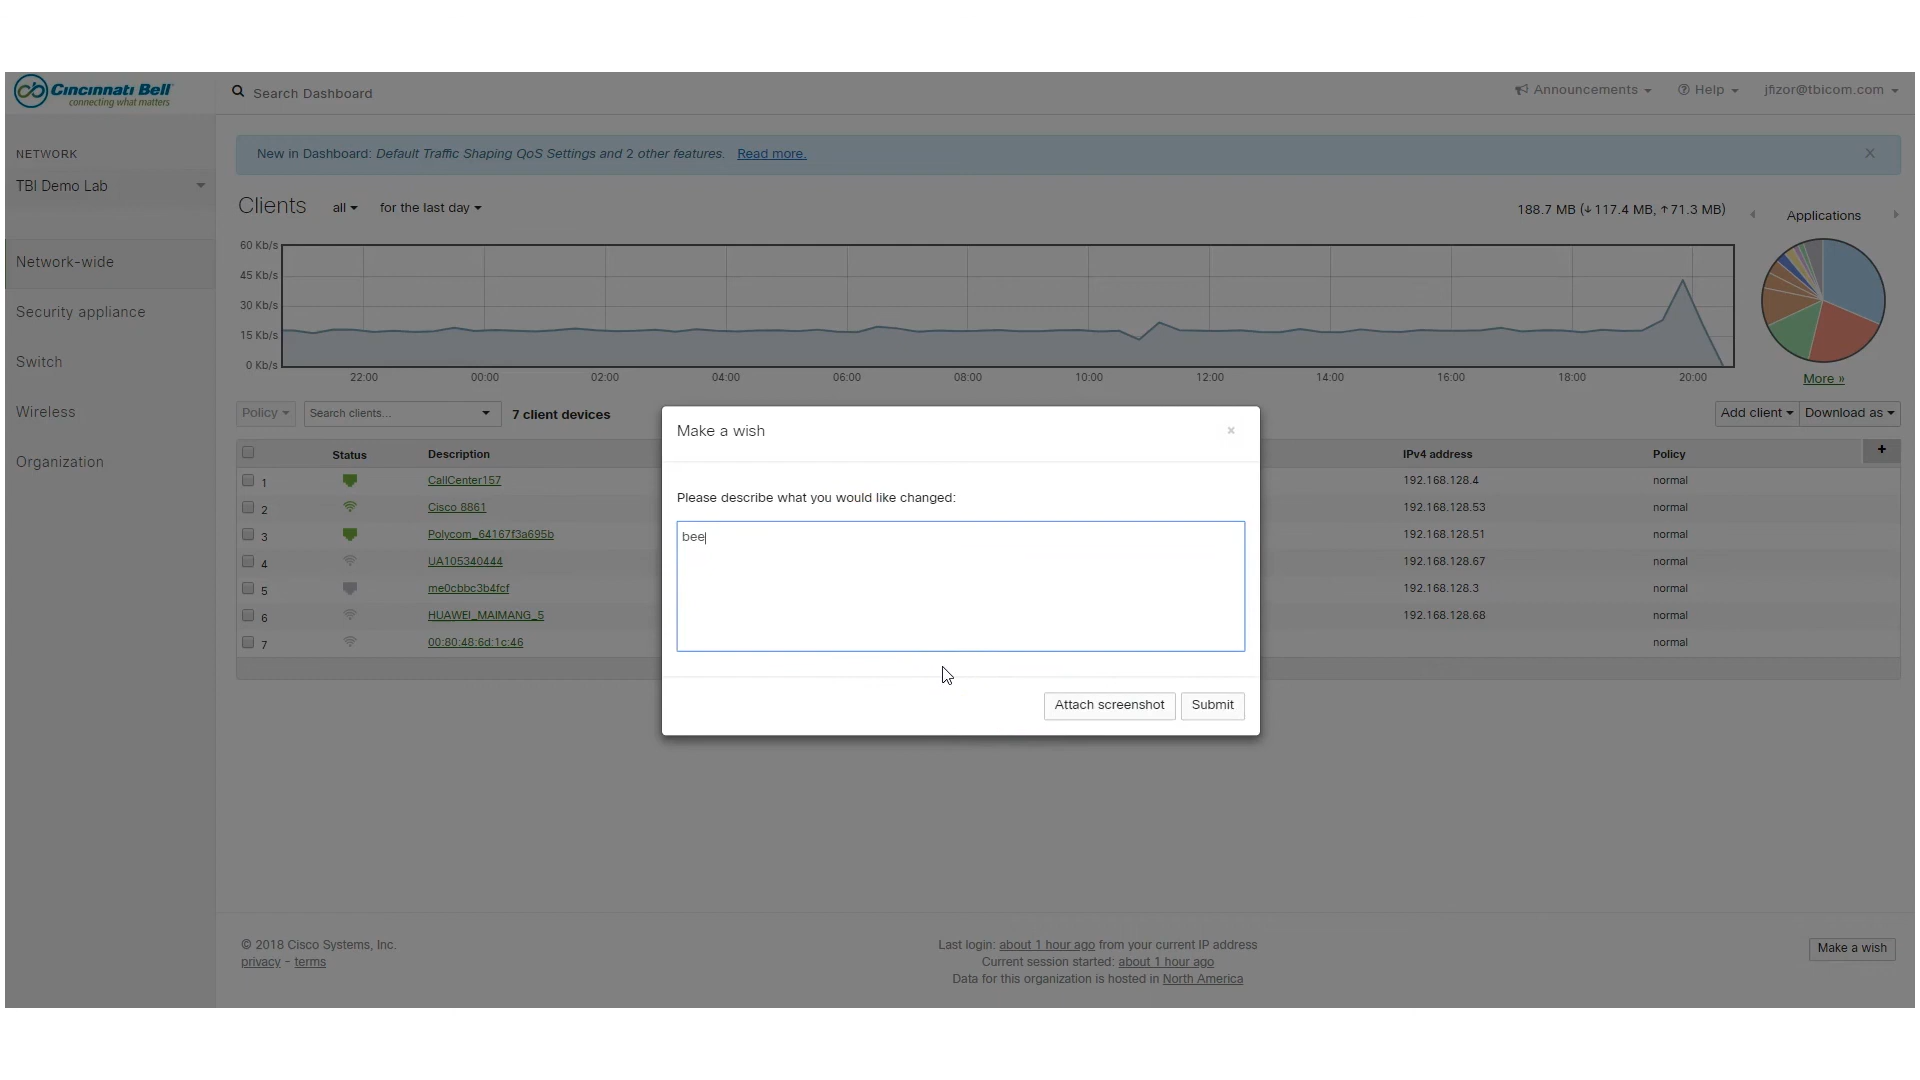 Cincinnati Bell
connecting what matters
Search Dashboard
Announcements
Help
jfizor@tbicom.com
NETWORK
TBI Demo Lab
Network-wide
Security appliance
Switch
Wireless
Organization
New in Dashboard: Default Traffic Shaping QoS Settings and 2 other features. Read more.
Clients all for the last day
188.7 MB (↓ 117.4 MB, ↑ 71.3 MB)
Applications
60 Kb/s
45 Kb/s
30 Kb/s
15 Kb/s
0 Kb/s
22:00 00:00 02:00 04:00 06:00 08:00 10:00 12:00 14:00 16:00 18:00 20:00
More »
Policy Search clients... 7 client devices Add client Download as
Status Description IPv4 address Policy +
1 CallCenter157 192.168.128.4 normal
2 Cisco 8861 192.168.128.53 normal
3 Polycom_64167f3a695b 192.168.128.51 normal
4 UA105340444 192.168.128.67 normal
5 me0cbbc3b4fcf 192.168.128.3 normal
6 HUAWEI_MAIMANG_5 192.168.128.68 normal
7 00:80:48:6d:1c:46 normal
Make a wish ×
Please describe what you would like changed:
bee
Attach screenshot Submit
© 2018 Cisco Systems, Inc.
privacy - terms
Last login: about 1 hour ago from your current IP address
Current session started: about 1 hour ago
Data for this organization is hosted in North America
Make a wish